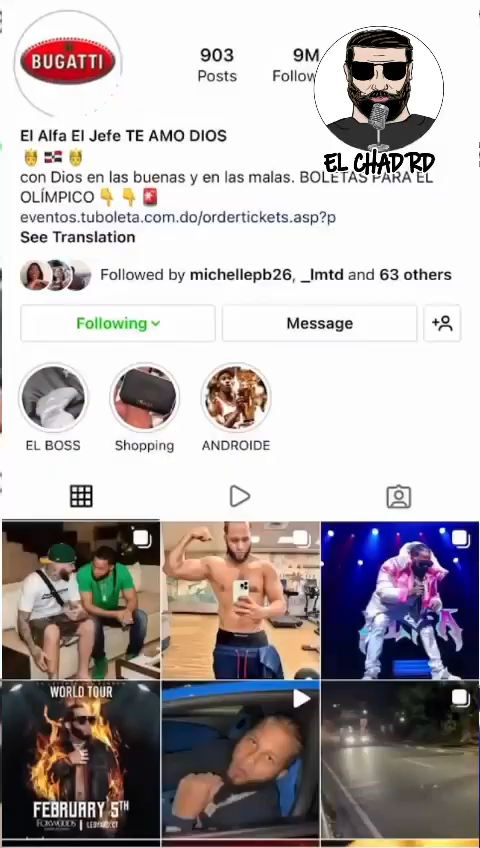 BUGATTI
903
9M
Posts
Follow
El Alfa El Jefe TE AMO DIOS
EL CHADRD
con Dios en las buenas y en las malas. BOLETAS PARA EL
OLÍMPICO
eventos.tuboleta.com.do/ordertickets.asp?p
See Translation
Followed by michellepb26, _lmtd and 63 others
Following
Message
EL BOSS
Shopping
ANDROIDE
WORLD TOUR
FEBRUARY 5TH
FOXWOODS